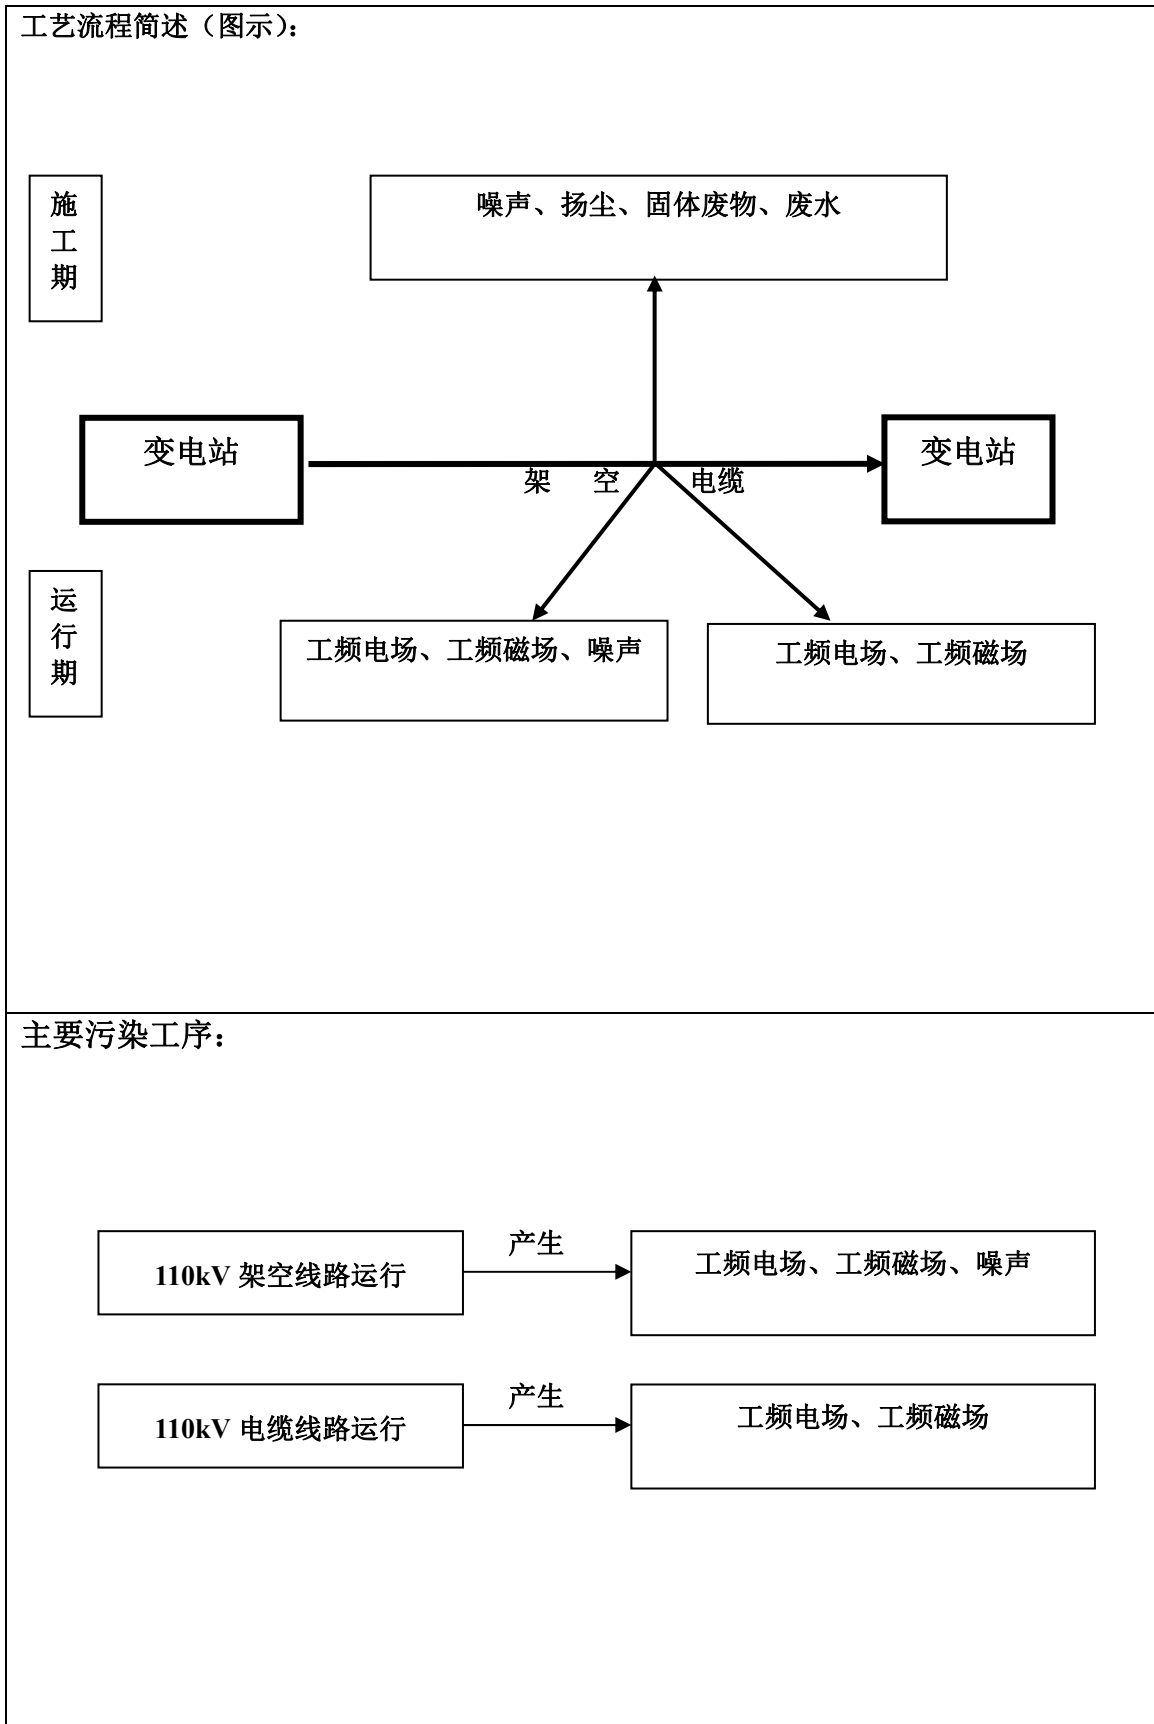 工艺流程简述（图示）：
施
工
期
噪声、扬尘、固体废物、废水
变电站
架 空
电缆
变电站
运
行
期
工频电场、工频磁场、噪声
工频电场、工频磁场
主要污染工序：
110kV 架空线路运行
产生
工频电场、工频磁场、噪声
110kV 电缆线路运行
产生
工频电场、工频磁场